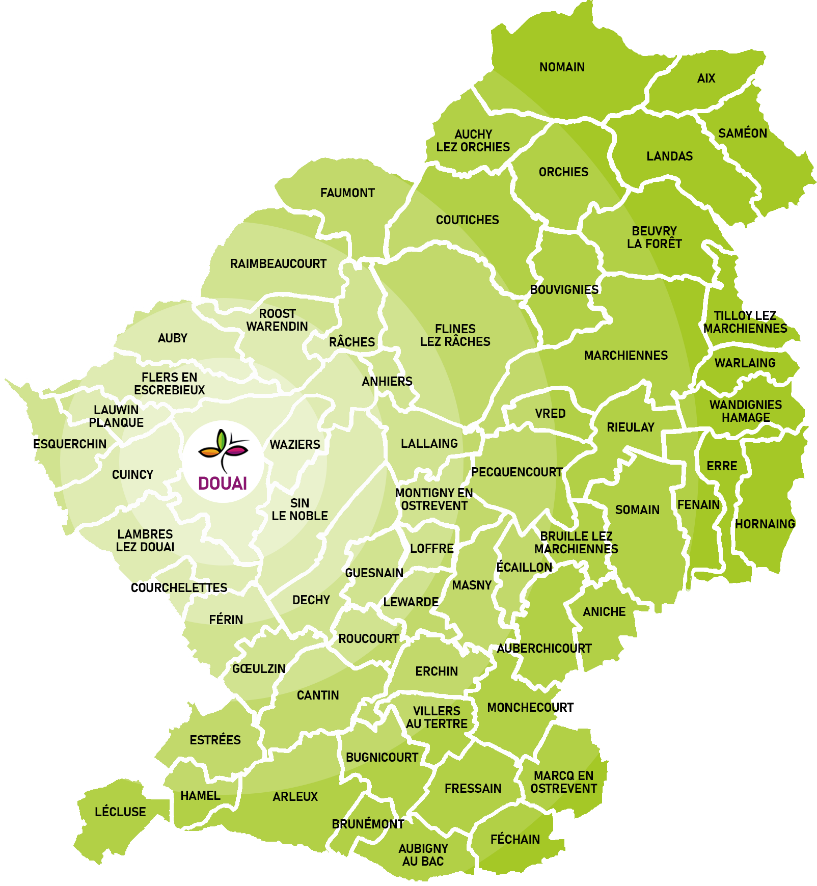 NOMAIN
AIX
SAMÉON
AUCHY
LEZ ORCHIES
LANDAS
ORCHIES
FAUMONT
COUTICHES
BEUVRY
LA FORÊT
RAIMBEAUCOURT
BOUVIGNIES
ROOST
WARENDIN
TILLOY LEZ
MARCHIENNES
AUBY
RÂCHES
FLINES
LEZ RÂCHES
MARCHIENNES
WARLAING
FLERS EN
ESCREBIEUX
ANHIERS
LAUWIN
PLANQUE
VRED
WANDIGNIES
HAMAGE
RIEULAY
ESQUERCHIN
WAZIERS
LALLAING
CUINCY
DOUAI
PECQUENCOURT
ERRE
MONTIGNY EN
OSTREVENT
SIN
LE NOBLE
SOMAIN
FENAIN
HORNAING
LAMBRES
LEZ DOUAI
LOFFRE
BRUILLE LEZ
MARCHIENNES
ÉCAILLON
GUESNAIN
MASNY
COURCHELETTES
DECHY
LEWARDE
ANICHE
FÉRIN
ROUCOURT
AUBERCHICOURT
GŒULZIN
ERCHIN
CANTIN
MONCHECOURT
VILLERS
AU TERTRE
ESTRÉES
BUGNICOURT
MARCQ EN
OSTREVENT
HAMEL
ARLEUX
FRESSAIN
LÉCLUSE
BRUNÉMONT
FÉCHAIN
AUBIGNY
AU BAC